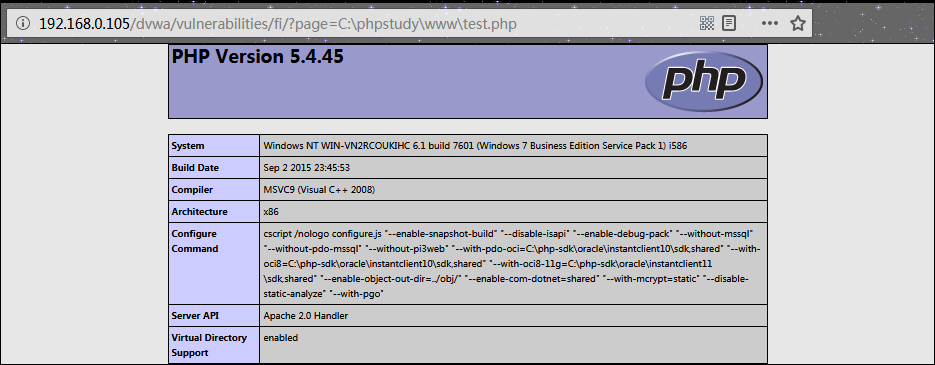 192.168.0.105/dvwa/vulnerabilities/fi/?page=C:\phpstudy\www\test.php
PHP Version 5.4.45
php
System Windows NT WIN-VN2RCOUKIHC 6.1 build 7601 (Windows 7 Business Edition Service Pack 1) i586
Build Date Sep 2 2015 23:45:53
Compiler MSVC9 (Visual C++ 2008)
Architecture x86
Configure Command cscript /nologo configure.js "--enable-snapshot-build" "--disable-isapi" "--enable-debug-pack" "--without-mssql"
"--without-pdo-mssql" "--without-pi3web" "--with-pdo-oci=C:\php-sdk\oracle\instantclient10\sdk,shared" "--with-
oci8=C:\php-sdk\oracle\instantclient10\sdk,shared" "--with-oci8-11g=C:\php-sdk\oracle\instantclient11
\sdk,shared" "--enable-object-out-dir=../obj/" "--enable-com-dotnet=shared" "--with-mcrypt=static" "--disable-
static-analyze" "--with-pgo"
Server API Apache 2.0 Handler
Virtual Directory Support enabled